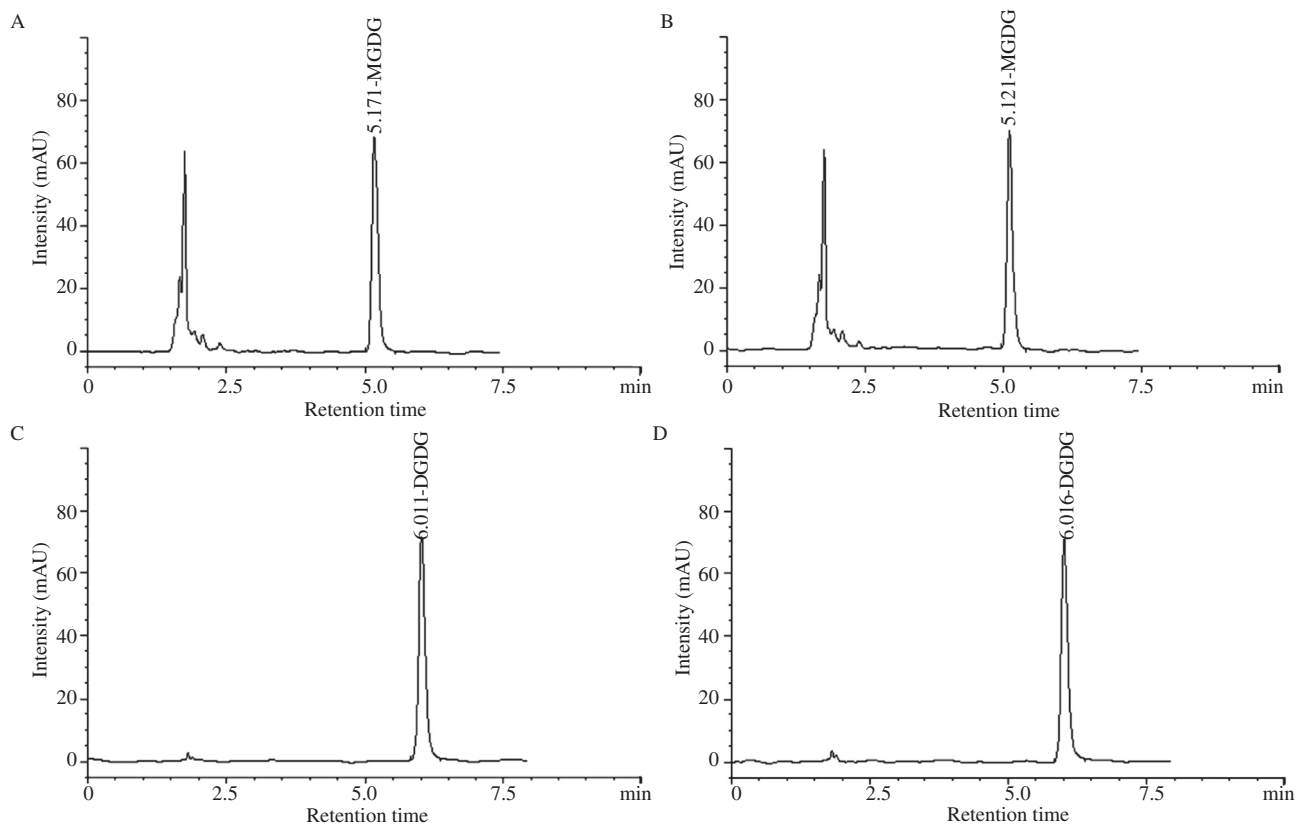 A
Intensity (mAU)
80
60
40
20
0
5.171-MGDG
0 2.5 5.0 7.5 min
Retention time
B
Intensity (mAU)
80
60
40
20
0
5.121-MGDG
0 2.5 5.0 7.5 min
Retention time
C
Intensity (mAU)
80
60
40
20
0
6.011-DGDG
0 2.5 5.0 7.5 min
Retention time
D
Intensity (mAU)
80
60
40
20
0
6.016-DGDG
0 2.5 5.0 7.5 min
Retention time